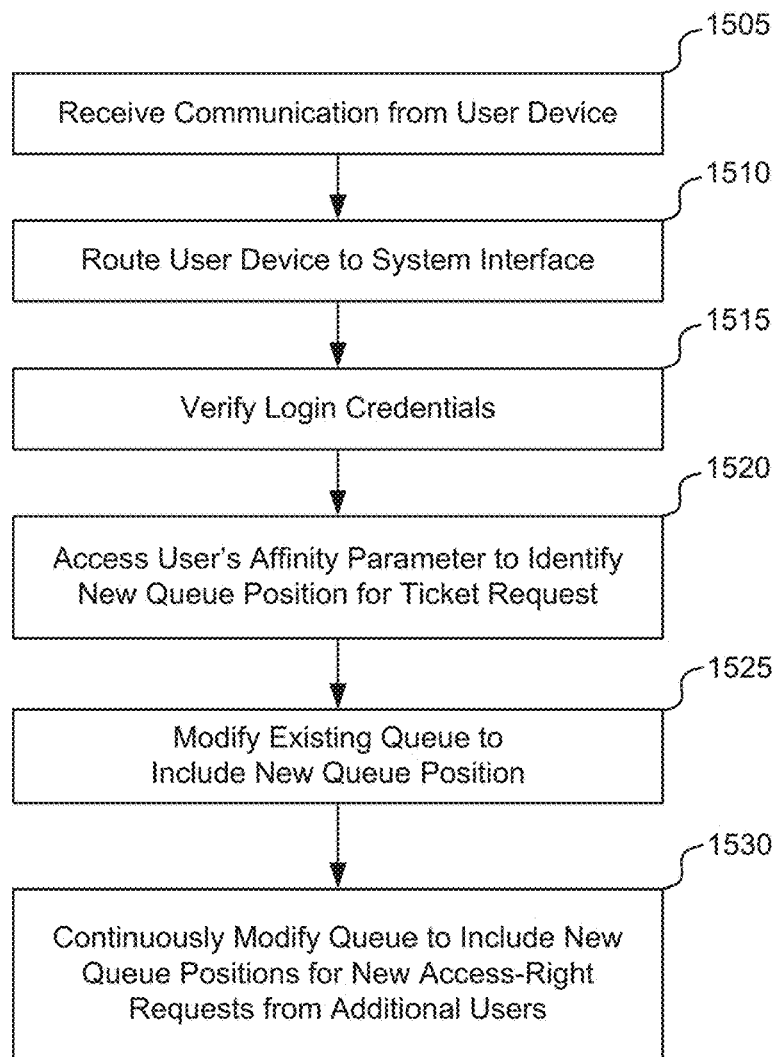 1505
Receive Communication from User Device
1510
Route User Device to System Interface
1515
Verify Login Credentials
1520
Access User's Affinity Parameter to Identify
New Queue Position for Ticket Request
1525
Modify Existing Queue to
Include New Queue Position
1530
Continuously Modify Queue to Include New
Queue Positions for New Access-Right
Requests from Additional Users